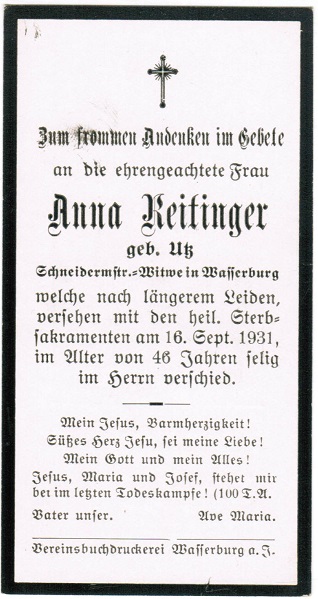 Zum frommen Andenken im Gebete
an die ehrengeachtete Frau
Anna Reitinger
geb. Utz
Schneidermstr.-Witwe in Wasserburg
welche nach längerem Leiden,
versehen mit den heil. Sterb-
sakramenten am 16. Sept. 1931,
im Alter von 46 Jahren selig
im Herrn verschied.
Mein Jesus, Barmherzigkeit!
Süßes Herz Jesu, sei meine Liebe!
Mein Gott und mein Alles!
Jesus, Maria und Josef, stehet mir
bei im letzten Todeskampfe! (100 T.A.
Vater unser. Ave Maria.
Vereinsbuchdruckerei Wasserburg a. I.